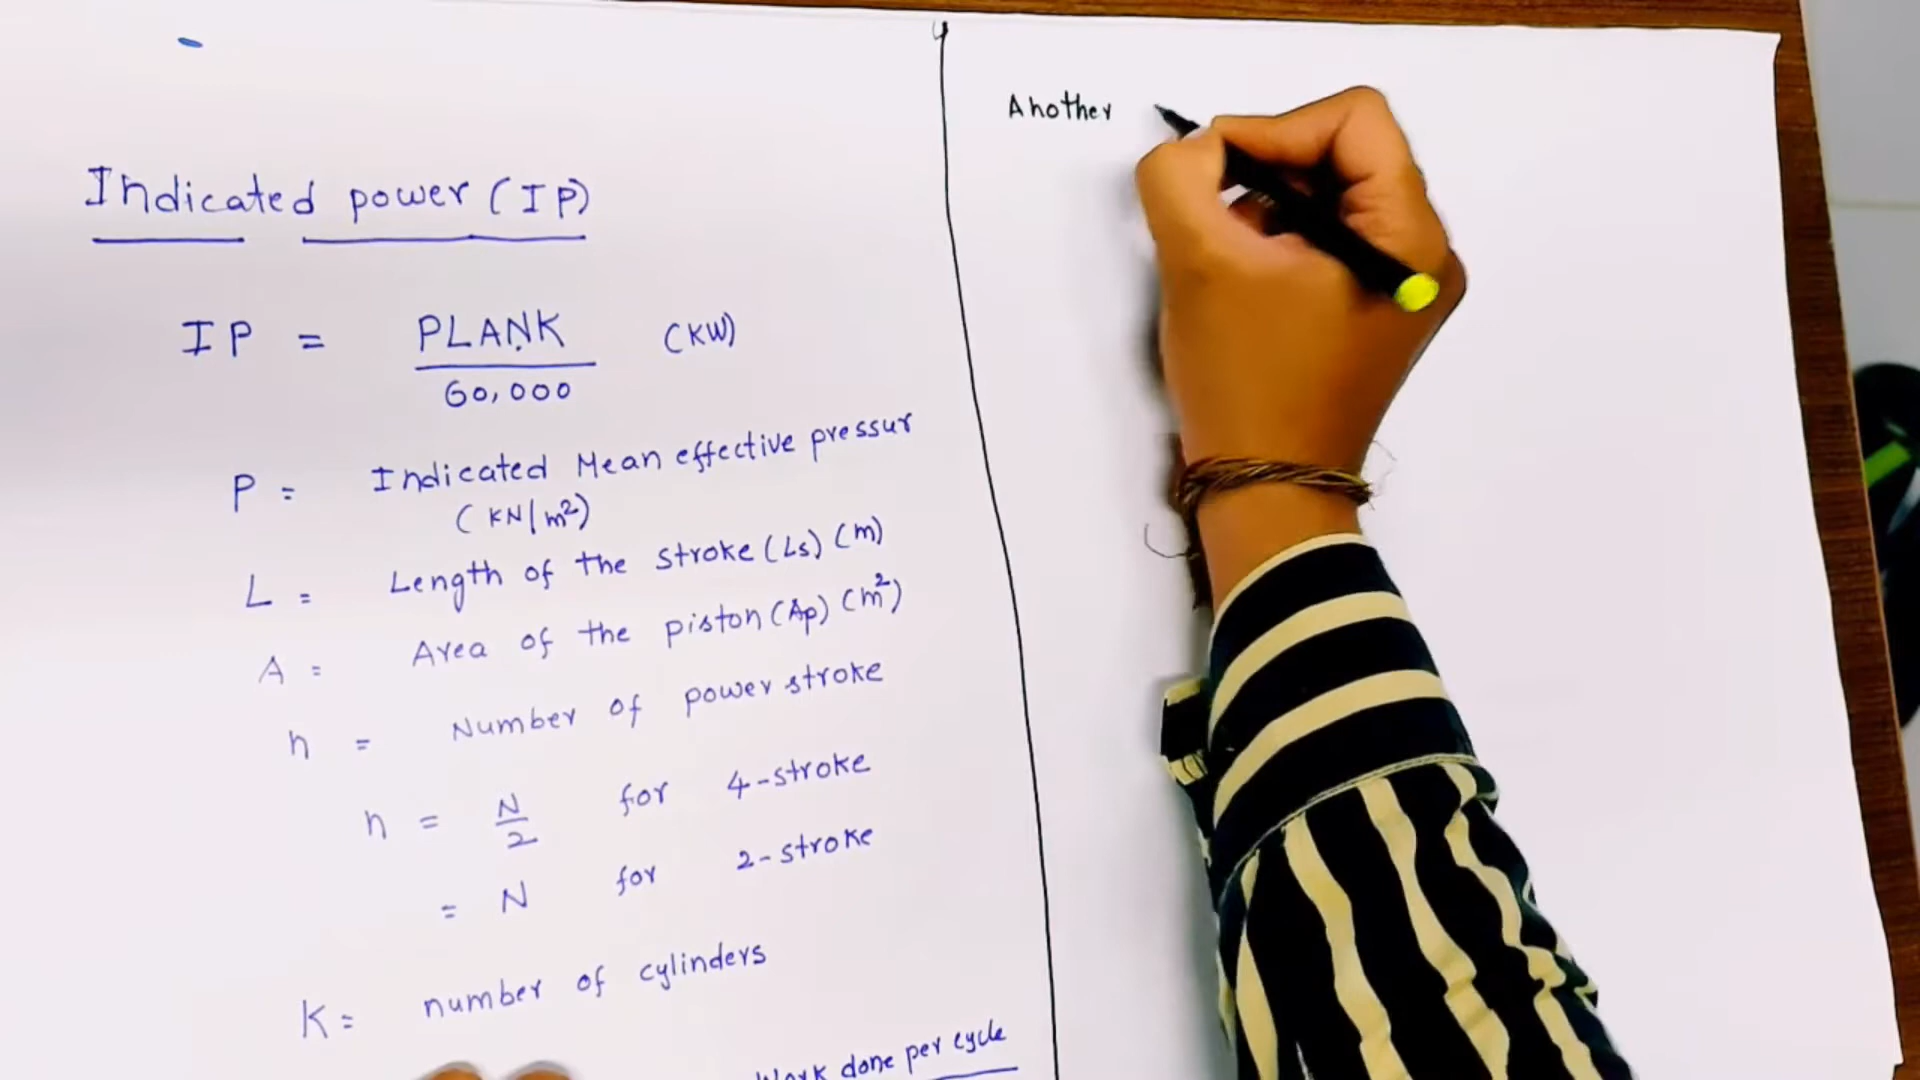 Indicated power (IP)
IP = PLANK (KW)
60,000
P = Indicated Mean effective pressur
(KN/m²)
L = Length of the stroke (Ls) (m)
A = Area of the piston (Ap) (m²)
n = Number of power stroke
n = N/2 for 4-stroke
= N for 2-stroke
K = number of cylinders
Work done per cycle
Another